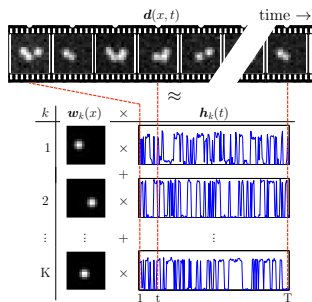 d(x, t) time →
≈
k w_k(x) × h_k(t)
1 × ×
+
2 ×
⋮ ⋮ + ⋮
K ×
1 t T